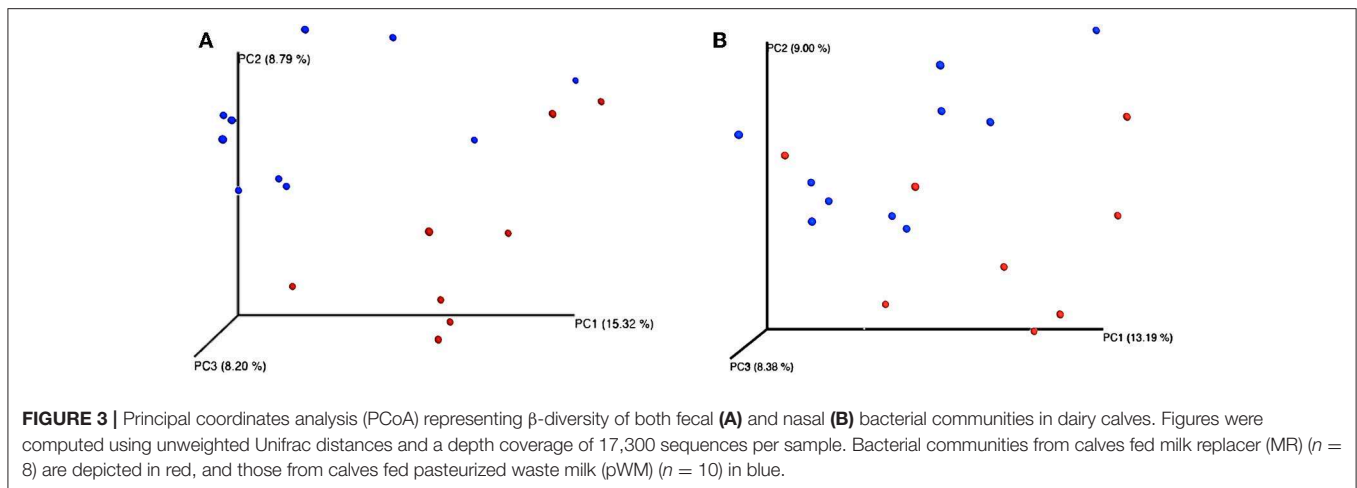 A
PC2 (8.79 %)
PC1 (15.32 %)
PC3 (8.20 %)
B
PC2 (9.00 %)
PC1 (13.19 %)
PC3 (8.38 %)
FIGURE 3 | Principal coordinates analysis (PCoA) representing β-diversity of both fecal (A) and nasal (B) bacterial communities in dairy calves. Figures were
computed using unweighted Unifrac distances and a depth coverage of 17,300 sequences per sample. Bacterial communities from calves fed milk replacer (MR) (n =
8) are depicted in red, and those from calves fed pasteurized waste milk (pWM) (n = 10) in blue.